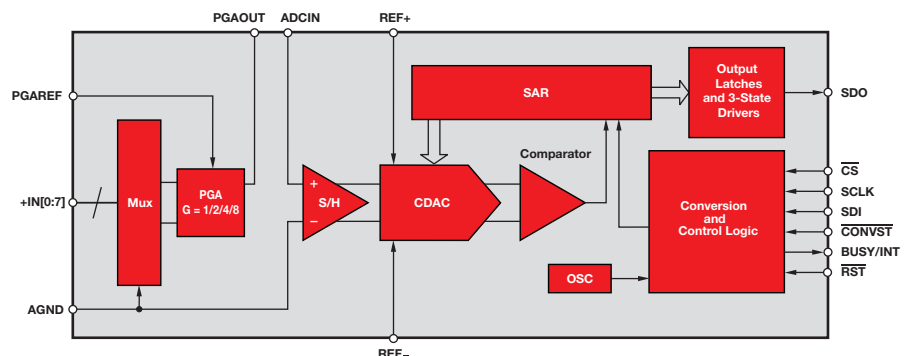 PGAOUT
ADCIN
REF+
PGAREF
SAR
Output
Latches
and 3-State
Drivers
SDO
Comparator
+IN[0:7]
Mux
PGA
G = 1/2/4/8
+
S/H
–
CDAC
Conversion
and
Control Logic
CS
SCLK
SDI
CONVST
BUSY/INT
RST
OSC
AGND
REF–